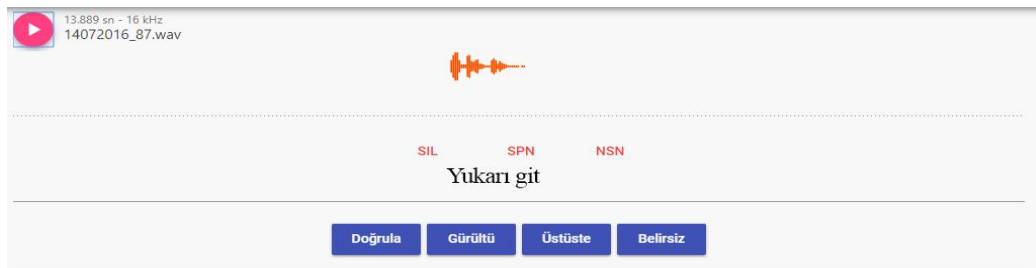 13.889 sn - 16 kHz
14072016_87.wav
SIL SPN NSN
Yukarı git
Doğrula Gürültü Üstüste Belirsiz